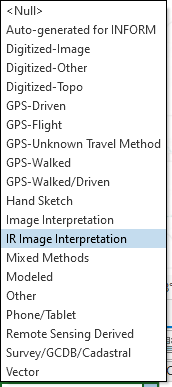 <Null>
Auto-generated for INFORM
Digitized-Image
Digitized-Other
Digitized-Topo
GPS-Driven
GPS-Flight
GPS-Unknown Travel Method
GPS-Walked
GPS-Walked/Driven
Hand Sketch
Image Interpretation
IR Image Interpretation
Mixed Methods
Modeled
Other
Phone/Tablet
Remote Sensing Derived
Survey/GCDB/Cadastral
Vector